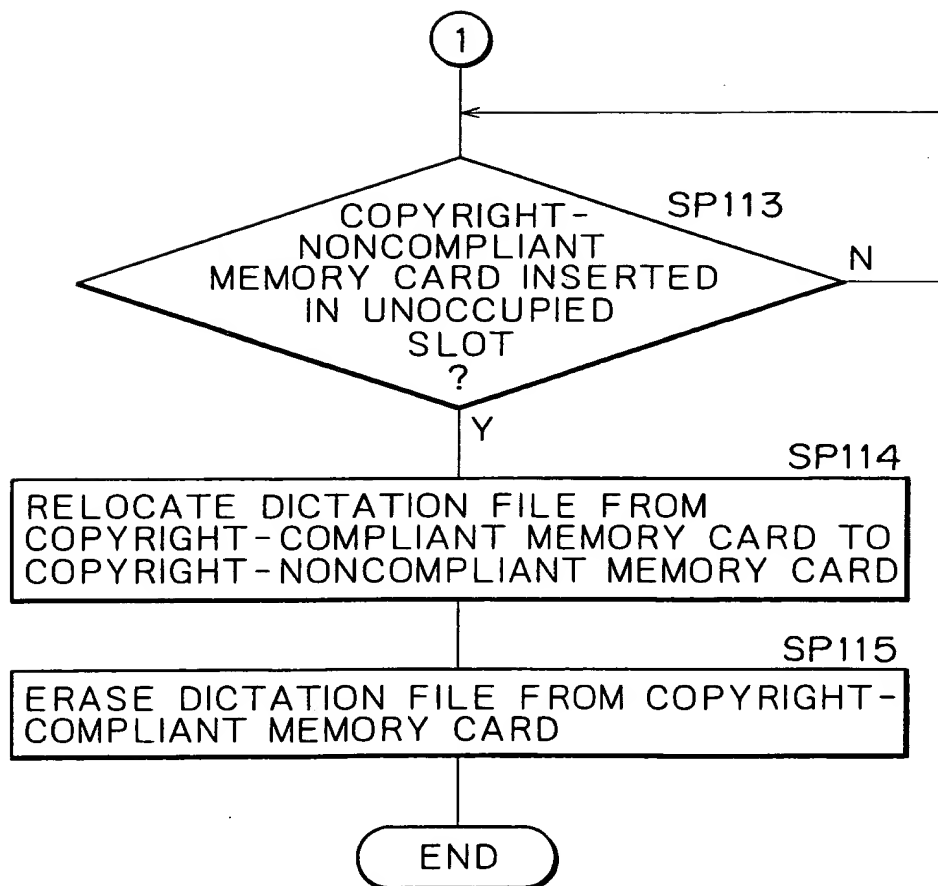 1
SP113
COPYRIGHT-
NONCOMPLIANT
MEMORY CARD INSERTED
IN UNOCCUPIED
SLOT
?
N
Y
SP114
RELOCATE DICTATION FILE FROM
COPYRIGHT-COMPLIANT MEMORY CARD TO
COPYRIGHT-NONCOMPLIANT MEMORY CARD
SP115
ERASE DICTATION FILE FROM COPYRIGHT-
COMPLIANT MEMORY CARD
END